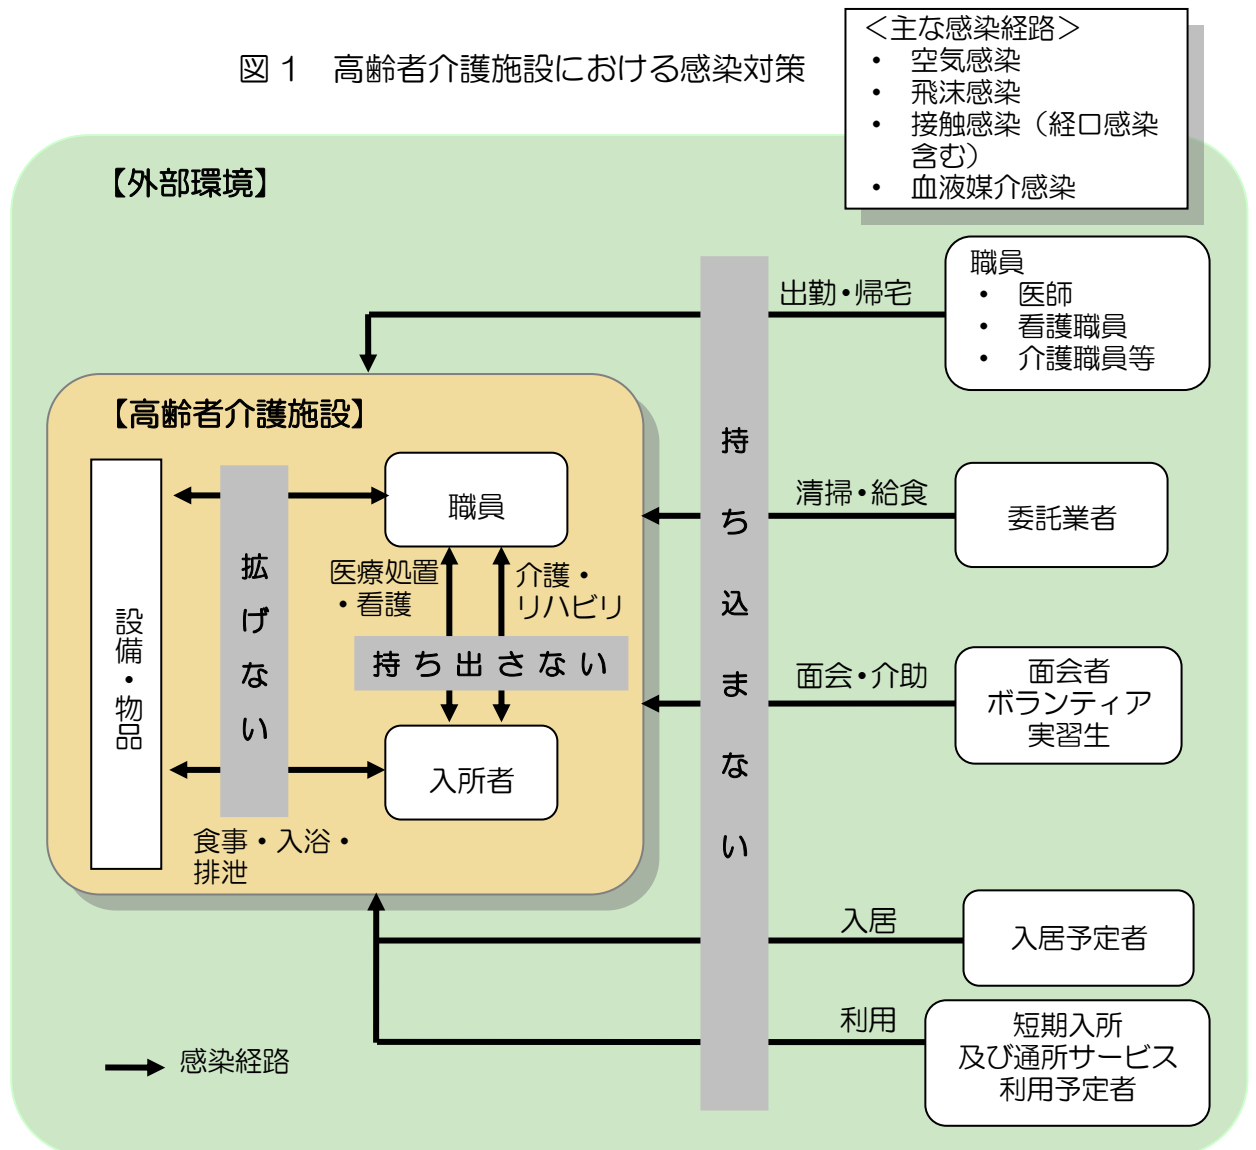 図1 高齢者介護施設における感染対策
＜主な感染経路＞
• 空気感染
• 飛沫感染
• 接触感染（経口感染
含む）
• 血液媒介感染
【外部環境】
職員
• 医師
• 看護職員
• 介護職員等
出勤・帰宅
【高齢者介護施設】
持ち込まない
清掃・給食
委託業者
職員
拡げない
医療処置
・看護
介護・
リハビリ
設備・物品
持ち出さない
面会・介助
面会者
ボランティア
実習生
入所者
食事・入浴・
排泄
入居
入居予定者
利用
短期入所
及び通所サービス
利用予定者
感染経路